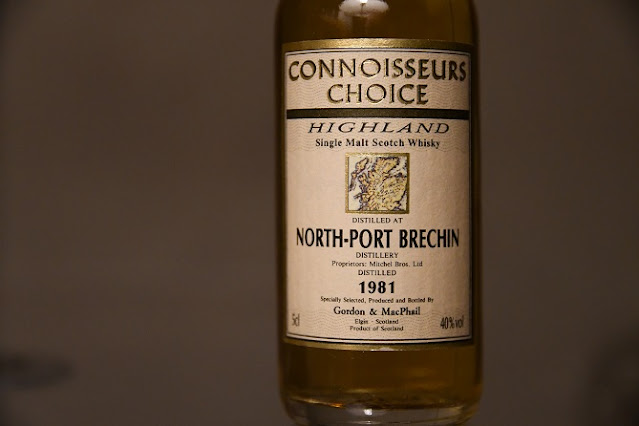 CONNOISSEURS
CHOICE
HIGHLAND
Single Malt Scotch Whisky
DISTILLED AT
NORTH-PORT BRECHIN
DISTILLERY
Proprietors: Mitchel Bros. Ltd
DISTILLED
1981
Specially Selected, Produced and Bottled By
Gordon & MacPhail
5cl Elgin - Scotland 40% vol
Product of Scotland